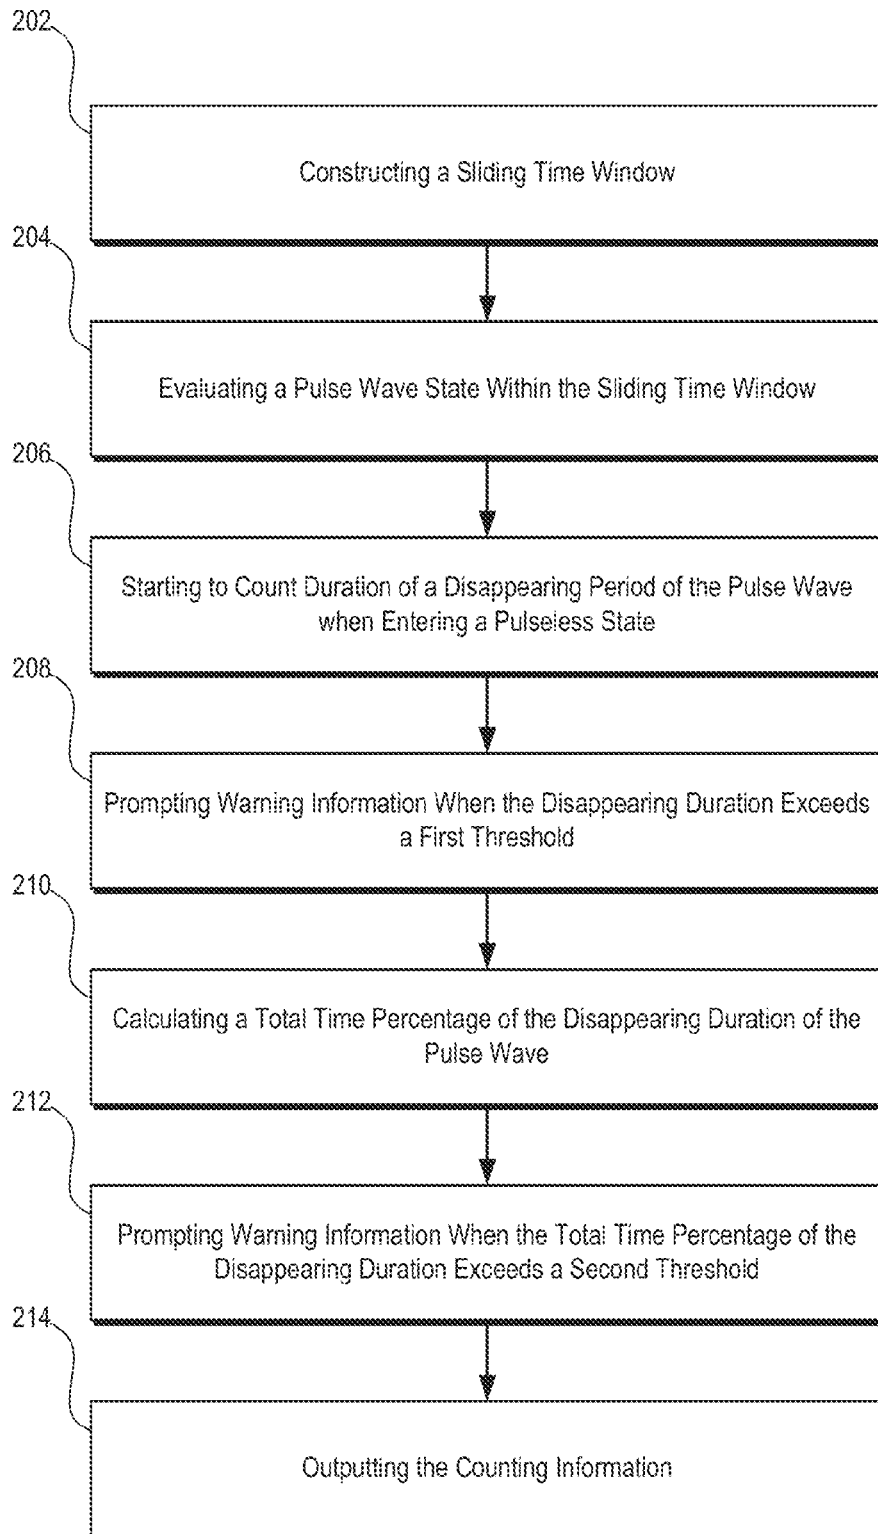 202
Constructing a Sliding Time Window
204
Evaluating a Pulse Wave State Within the Sliding Time Window
206
Starting to Count Duration of a Disappearing Period of the Pulse Wave
when Entering a Pulseless State
208
Prompting Warning Information When the Disappearing Duration Exceeds
a First Threshold
210
Calculating a Total Time Percentage of the Disappearing Duration of the
Pulse Wave
212
Prompting Warning Information When the Total Time Percentage of the
Disappearing Duration Exceeds a Second Threshold
214
Outputting the Counting Information